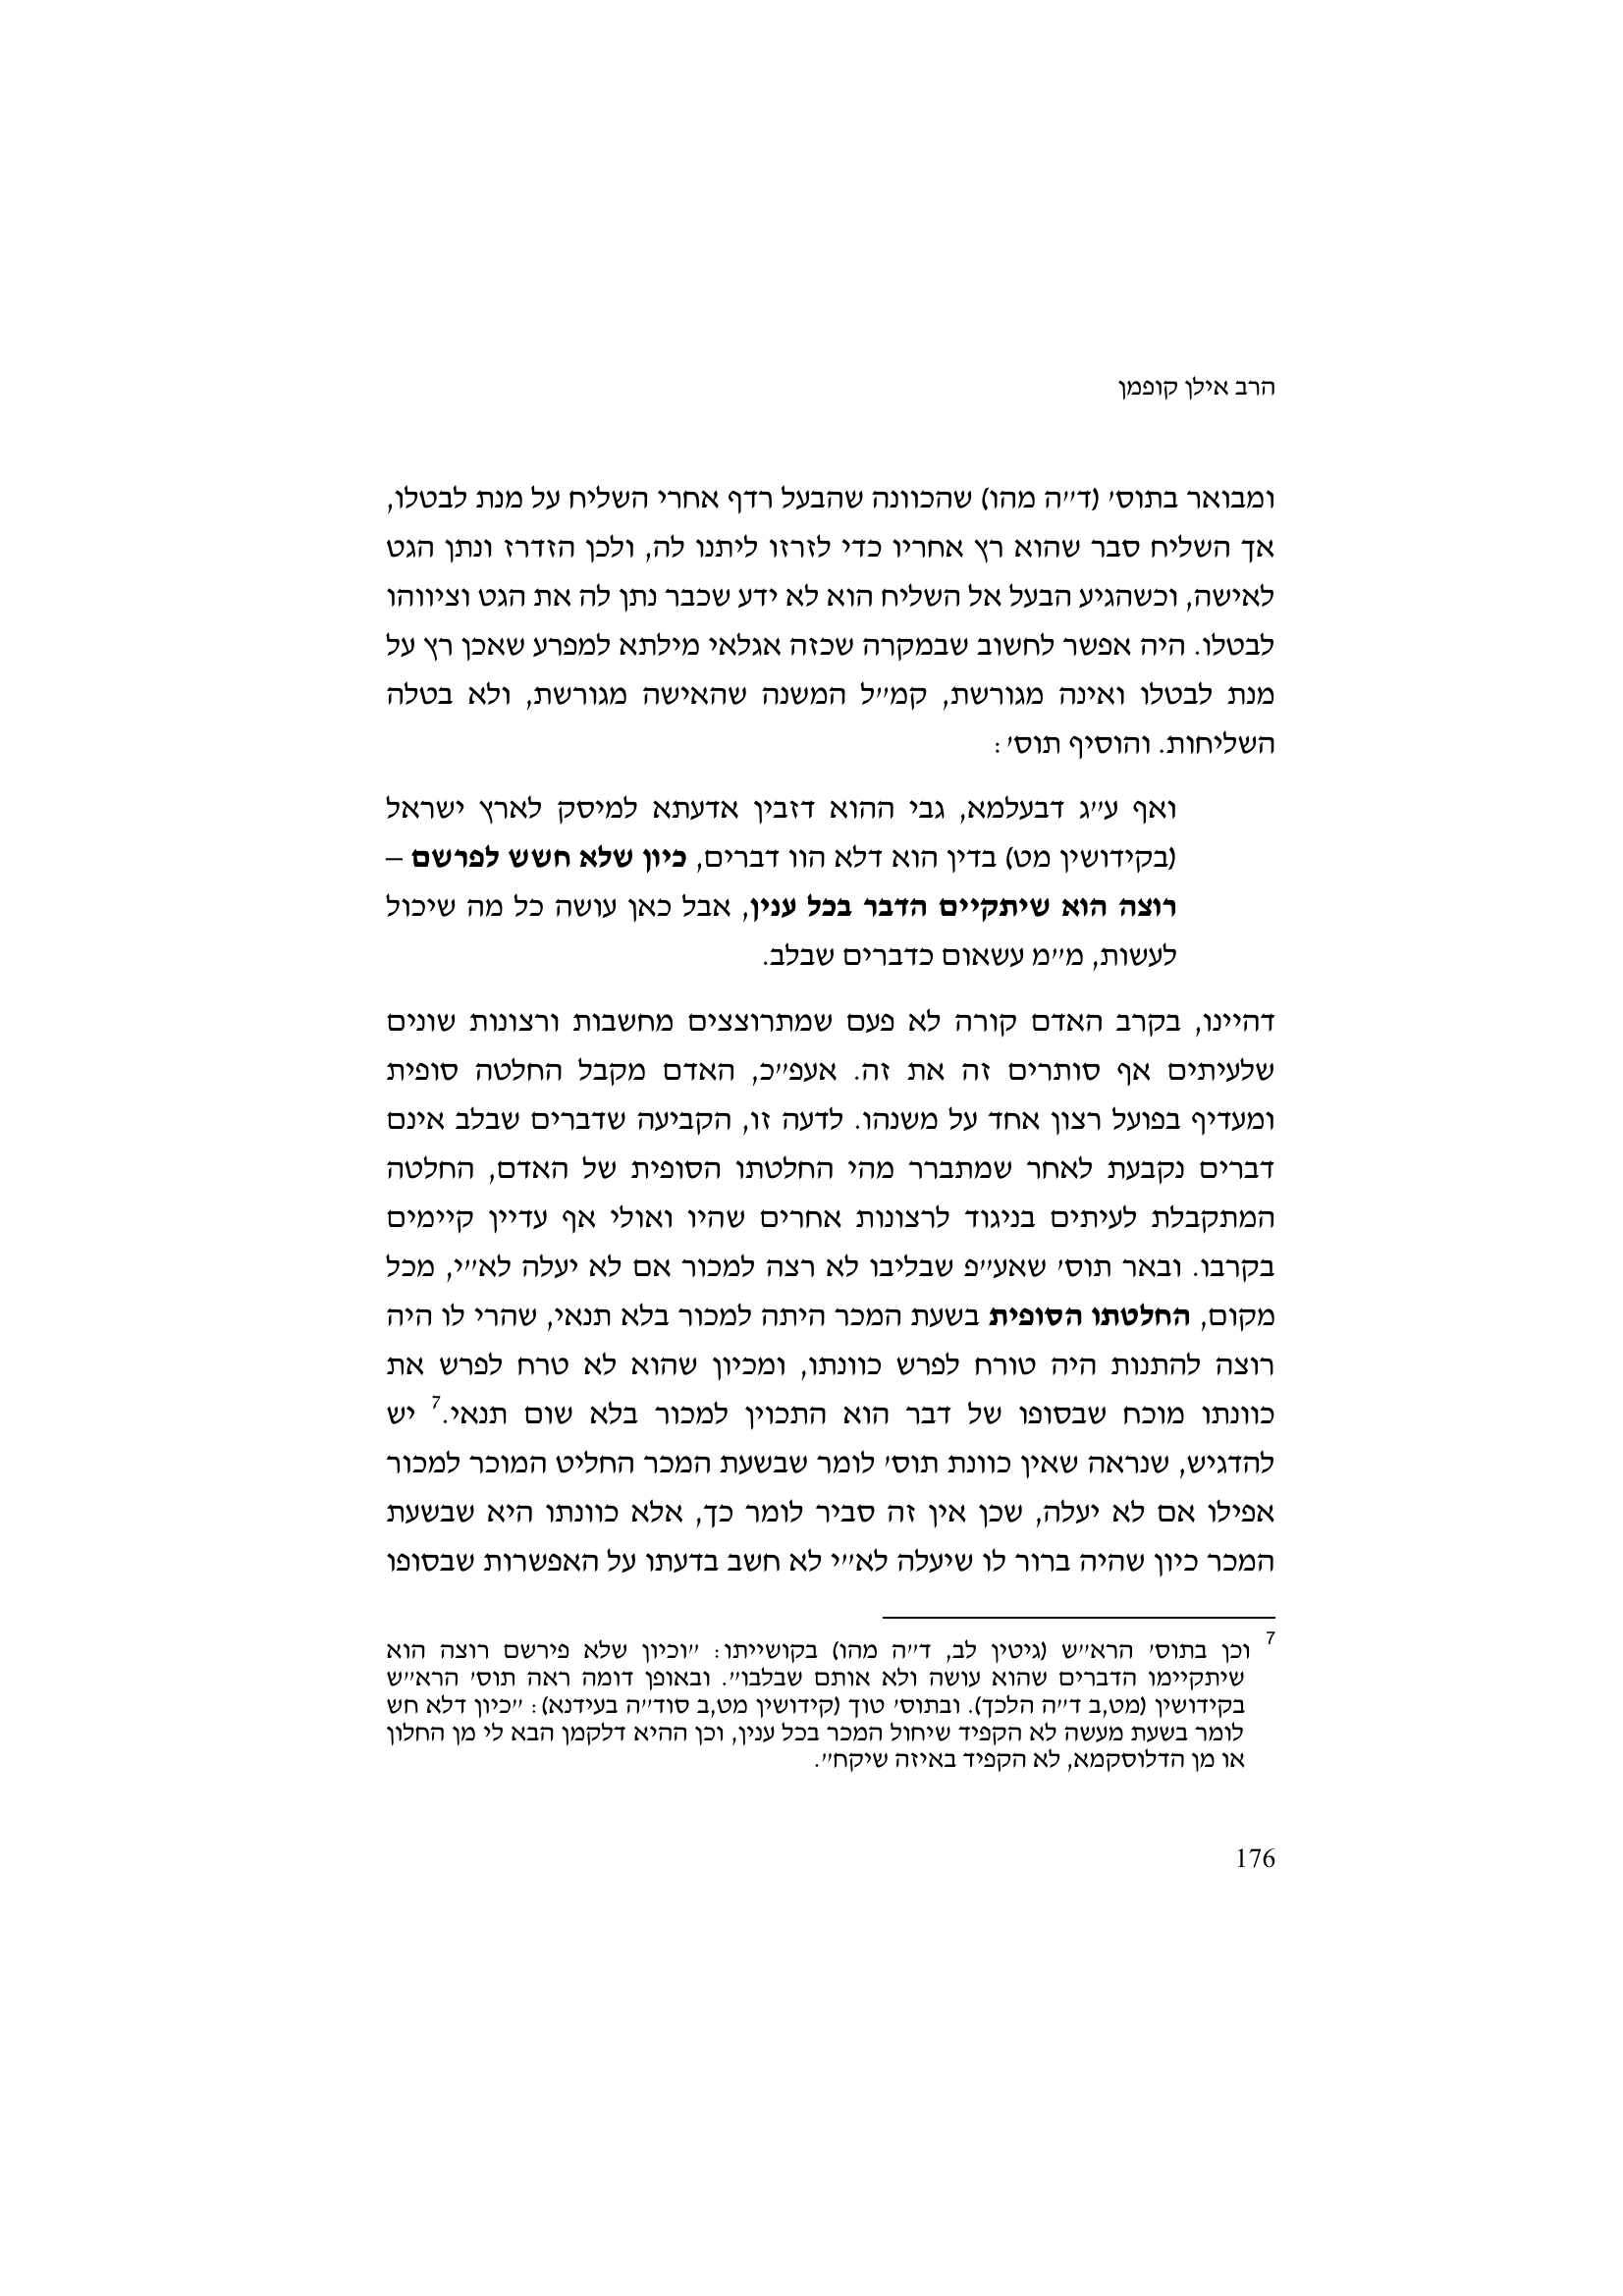 הרב אילן קופמן
ומבואר בתוס' (ד"ה מהו) שהכוונה שהבעל רדף אחרי השליח על מנת לבטלו,
אך השליח סבר שהוא רץ אחריו כדי לזרזו ליתנו לה, ולכן הזדרז ונתן הגט
לאישה, וכשהגיע הבעל אל השליח הוא לא ידע שכבר נתן לה את הגט וציווהו
לבטלו. היה אפשר לחשוב שבמקרה שכזה אגלאי מילתא למפרע שאכן רץ על
מנת לבטלו ואינה מגורשת, קמ"ל המשנה שהאישה מגורשת, ולא בטלה
השליחות. והוסיף תוס':
ואף ע"ג דבעלמא, גבי ההוא דזבין אדעתא למיסק לארץ ישראל
(בקידושין מט) בדין הוא דלא הוו דברים, כיון שלא חשש לפרשם –
רוצה הוא שיתקיים הדבר בכל ענין, אבל כאן עושה כל מה שיכול
לעשות, מ"מ עשאום כדברים שבלב.
דהיינו, בקרב האדם קורה לא פעם שמתרוצצים מחשבות ורצונות שונים
שלעיתים אף סותרים זה את זה. אעפ"כ, האדם מקבל החלטה סופית
ומעדיף בפועל רצון אחד על משנהו. לדעה זו, הקביעה שדברים שבלב אינם
דברים נקבעת לאחר שמתברר מהי החלטתו הסופית של האדם, החלטה
המתקבלת לעיתים בניגוד לרצונות אחרים שהיו ואולי אף עדיין קיימים
בקרבו. ובאר תוס' שאע"פ שבליבו לא רצה למכור אם לא יעלה לא"י, מכל
מקום, החלטתו הסופית בשעת המכר היתה למכור בלא תנאי, שהרי לו היה
רוצה להתנות היה טורח לפרש כוונתו, ומכיון שהוא לא טרח לפרש את
כוונתו מוכח שבסופו של דבר הוא התכוין למכור בלא שום תנאי.7 יש
להדגיש, שנראה שאין כוונת תוס' לומר שבשעת המכר החליט המוכר למכור
אפילו אם לא יעלה, שכן אין זה סביר לומר כך, אלא כוונתו היא שבשעת
המכר כיון שהיה ברור לו שיעלה לא"י לא חשב בדעתו על האפשרות שבסופו
7 וכן בתוס' הרא"ש (גיטין לב, ד"ה מהו) בקושייתו: "וכיון שלא פירשם רוצה הוא
שיתקיימו הדברים שהוא עושה ולא אותם שבלבו". ובאופן דומה ראה תוס' הרא"ש
בקידושין (מט,ב ד"ה הלכך). ובתוס' טוך (קידושין מט,ב סוד"ה בעידנא): "כיון דלא חש
לומר בשעת מעשה לא הקפיד שיחול המכר בכל ענין, וכן ההיא דלקמן הבא לי מן החלון
או מן הדלוסקמא, לא הקפיד באיזה שיקח".
176